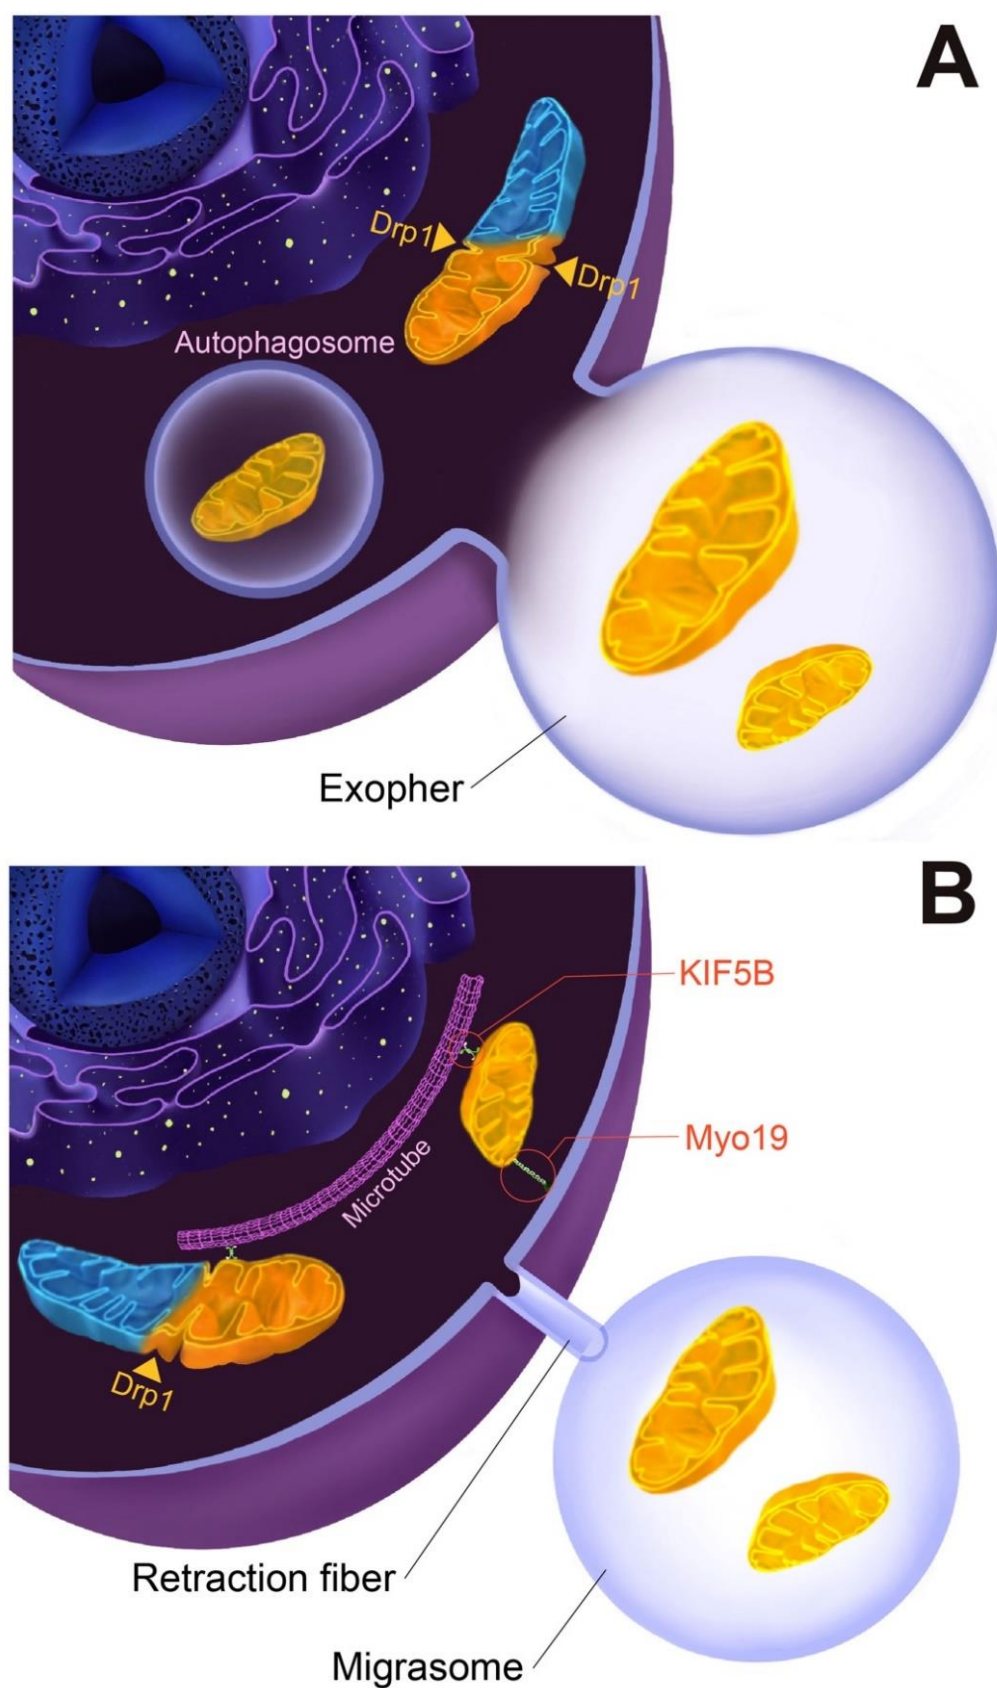 A
Drp1
Drp1
Autophagosome
Exopher
B
KIF5B
Myo19
Microtube
Drp1
Retraction fiber
Migrasome